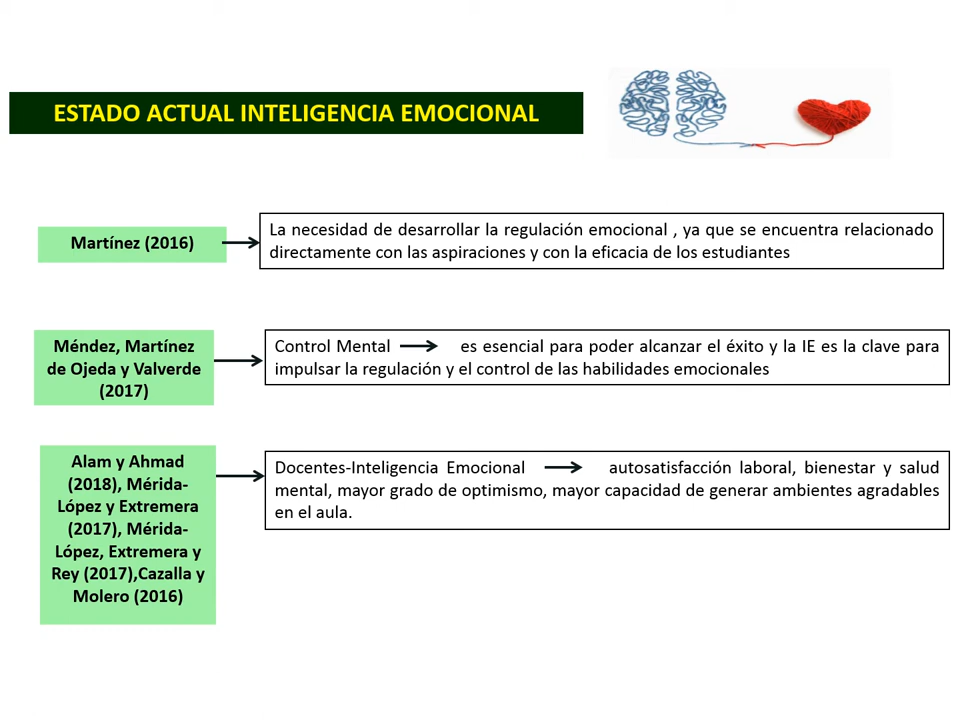 ESTADO ACTUAL INTELIGENCIA EMOCIONAL
Martínez (2016)
La necesidad de desarrollar la regulación emocional , ya que se encuentra relacionado
directamente con las aspiraciones y con la eficacia de los estudiantes
Méndez, Martínez
de Ojeda y Valverde
(2017)
Control Mental → es esencial para poder alcanzar el éxito y la IE es la clave para
impulsar la regulación y el control de las habilidades emocionales
Alam y Ahmad
(2018), Mérida-
López y Extremera
(2017), Mérida-
López, Extremera y
Rey (2017),Cazalla y
Molero (2016)
Docentes-Inteligencia Emocional → autosatisfacción laboral, bienestar y salud
mental, mayor grado de optimismo, mayor capacidad de generar ambientes agradables
en el aula.